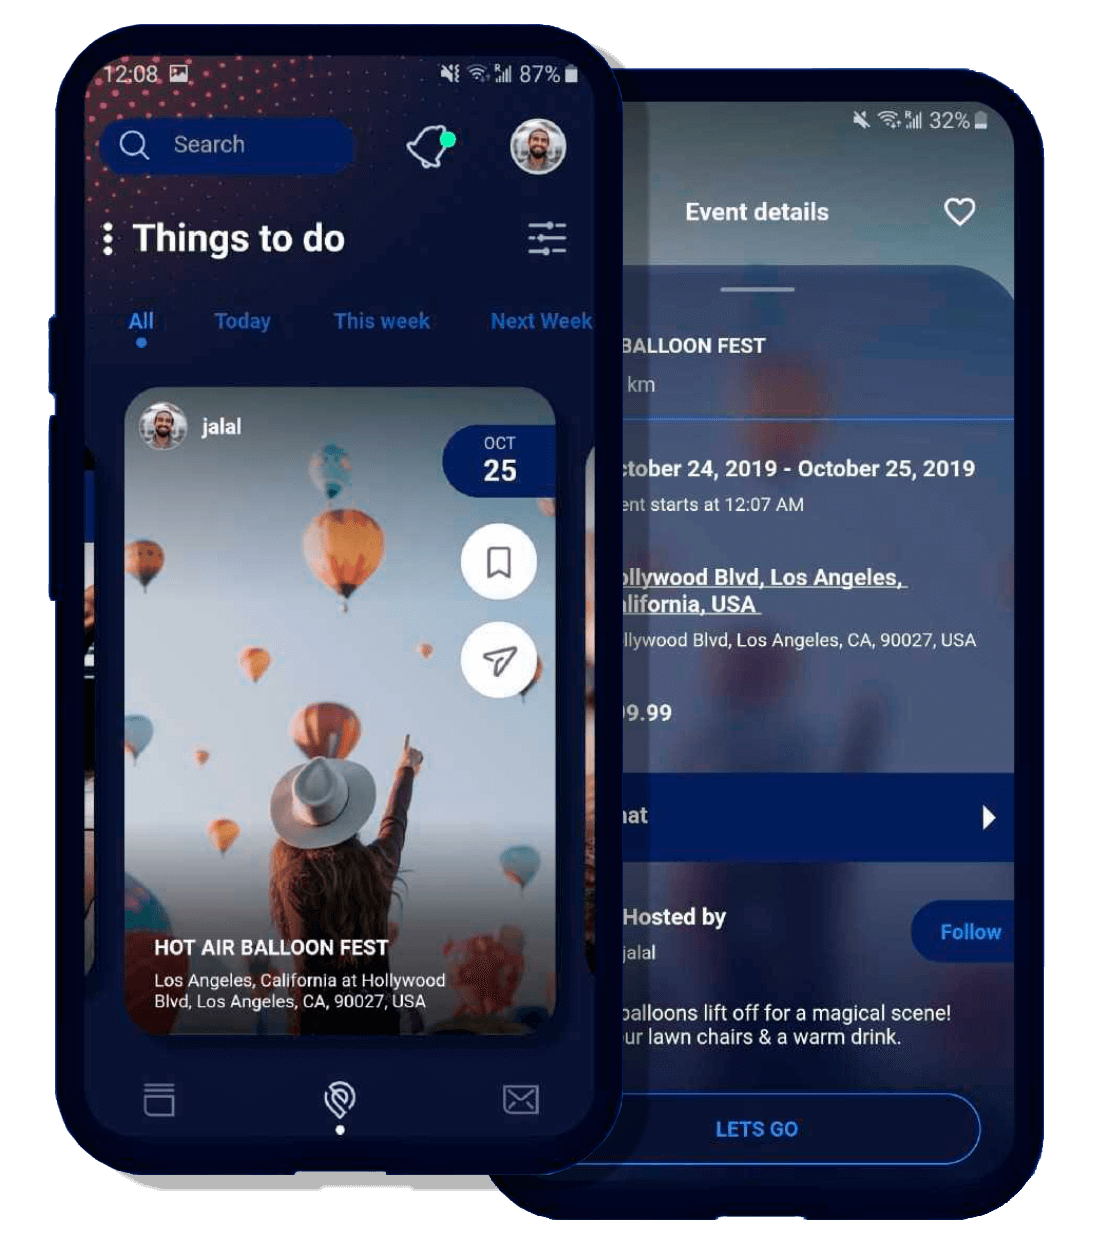 12:08
87%
Search
Things to do
All Today This week Next Week
jalal
OCT
25
HOT AIR BALLOON FEST
Los Angeles, California at Hollywood
Blvd, Los Angeles, CA, 90027, USA
32%
Event details
BALLOON FEST
km
ctober 24, 2019 - October 25, 2019
ent starts at 12:07 AM
ollywood Blvd, Los Angeles,
alifornia, USA
llywood Blvd, Los Angeles, CA, 90027, USA
99.99
hat
Hosted by
jalal
Follow
balloons lift off for a magical scene!
ur lawn chairs & a warm drink.
LETS GO